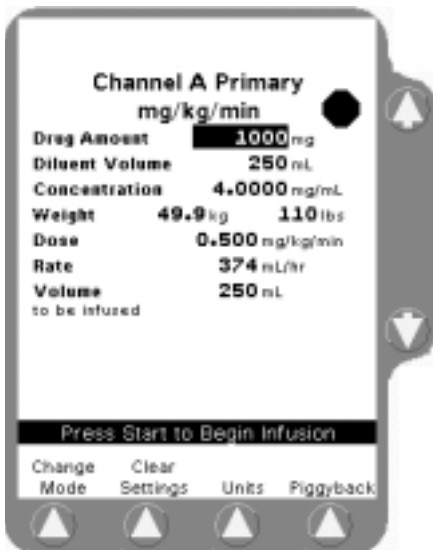 Channel A Primary
mg/kg/min
Drug Amount 1000 mg
Diluent Volume 250 mL
Concentration 4.0000 mg/mL
Weight 49.9 kg 110 lbs
Dose 0.500 mg/kg/min
Rate 374 mL/hr
Volume 250 mL
to be infused
Press Start to Begin Infusion
Change Mode Clear Settings Units Piggyback